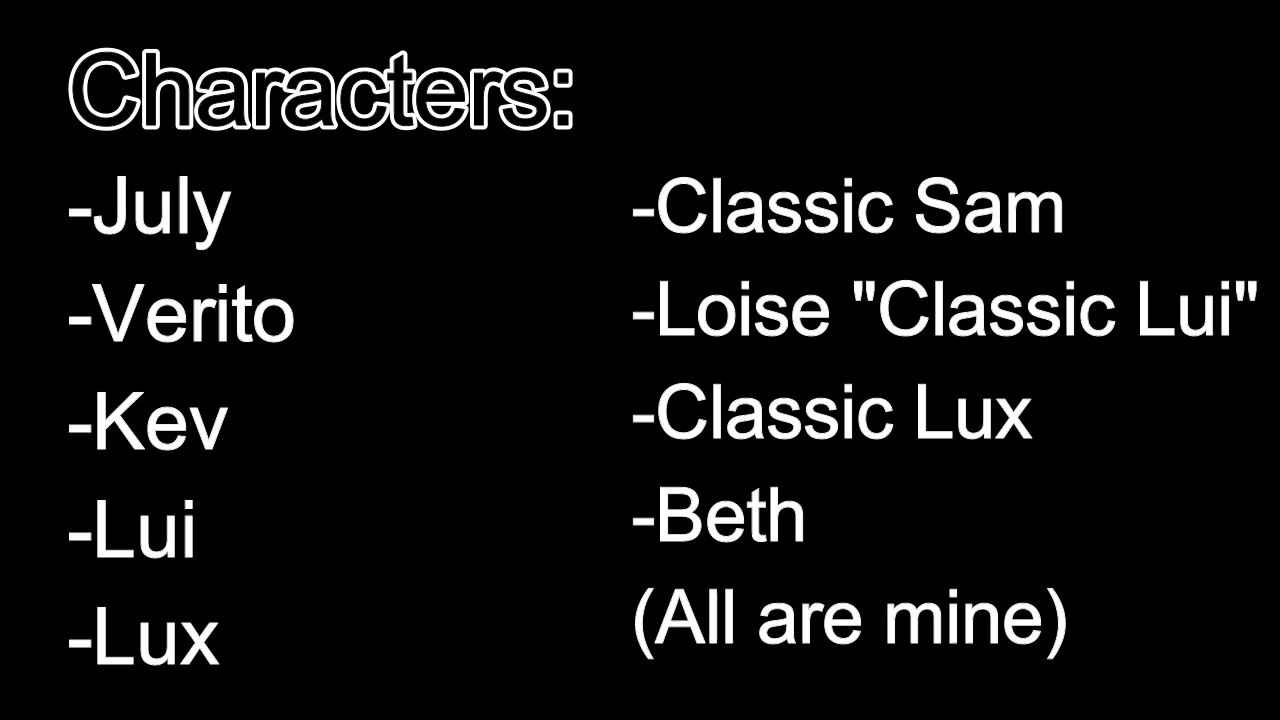 Characters:
-July
-Verito
-Kev
-Lui
-Lux
-Classic Sam
-Loise "Classic Lui"
-Classic Lux
-Beth
(All are mine)